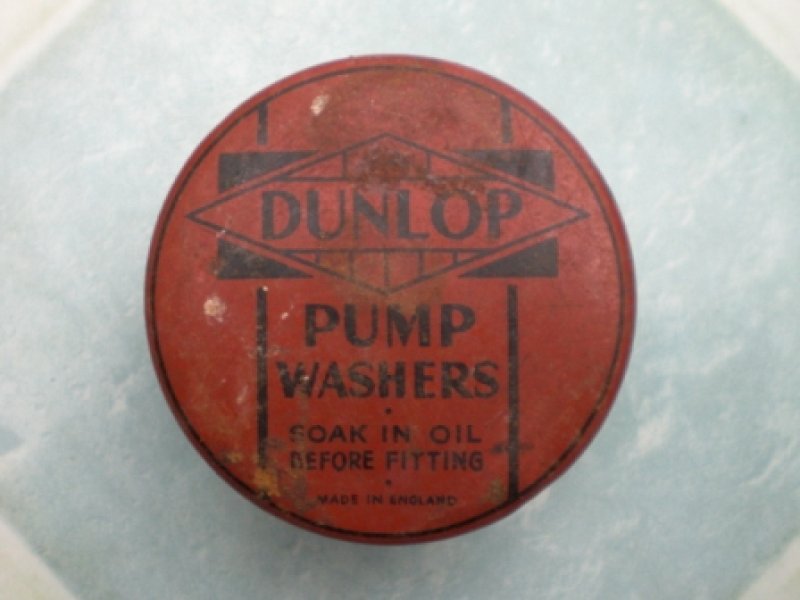 DUNLOP
PUMP
WASHERS
SOAK IN OIL
BEFORE FITTING
MADE IN ENGLAND